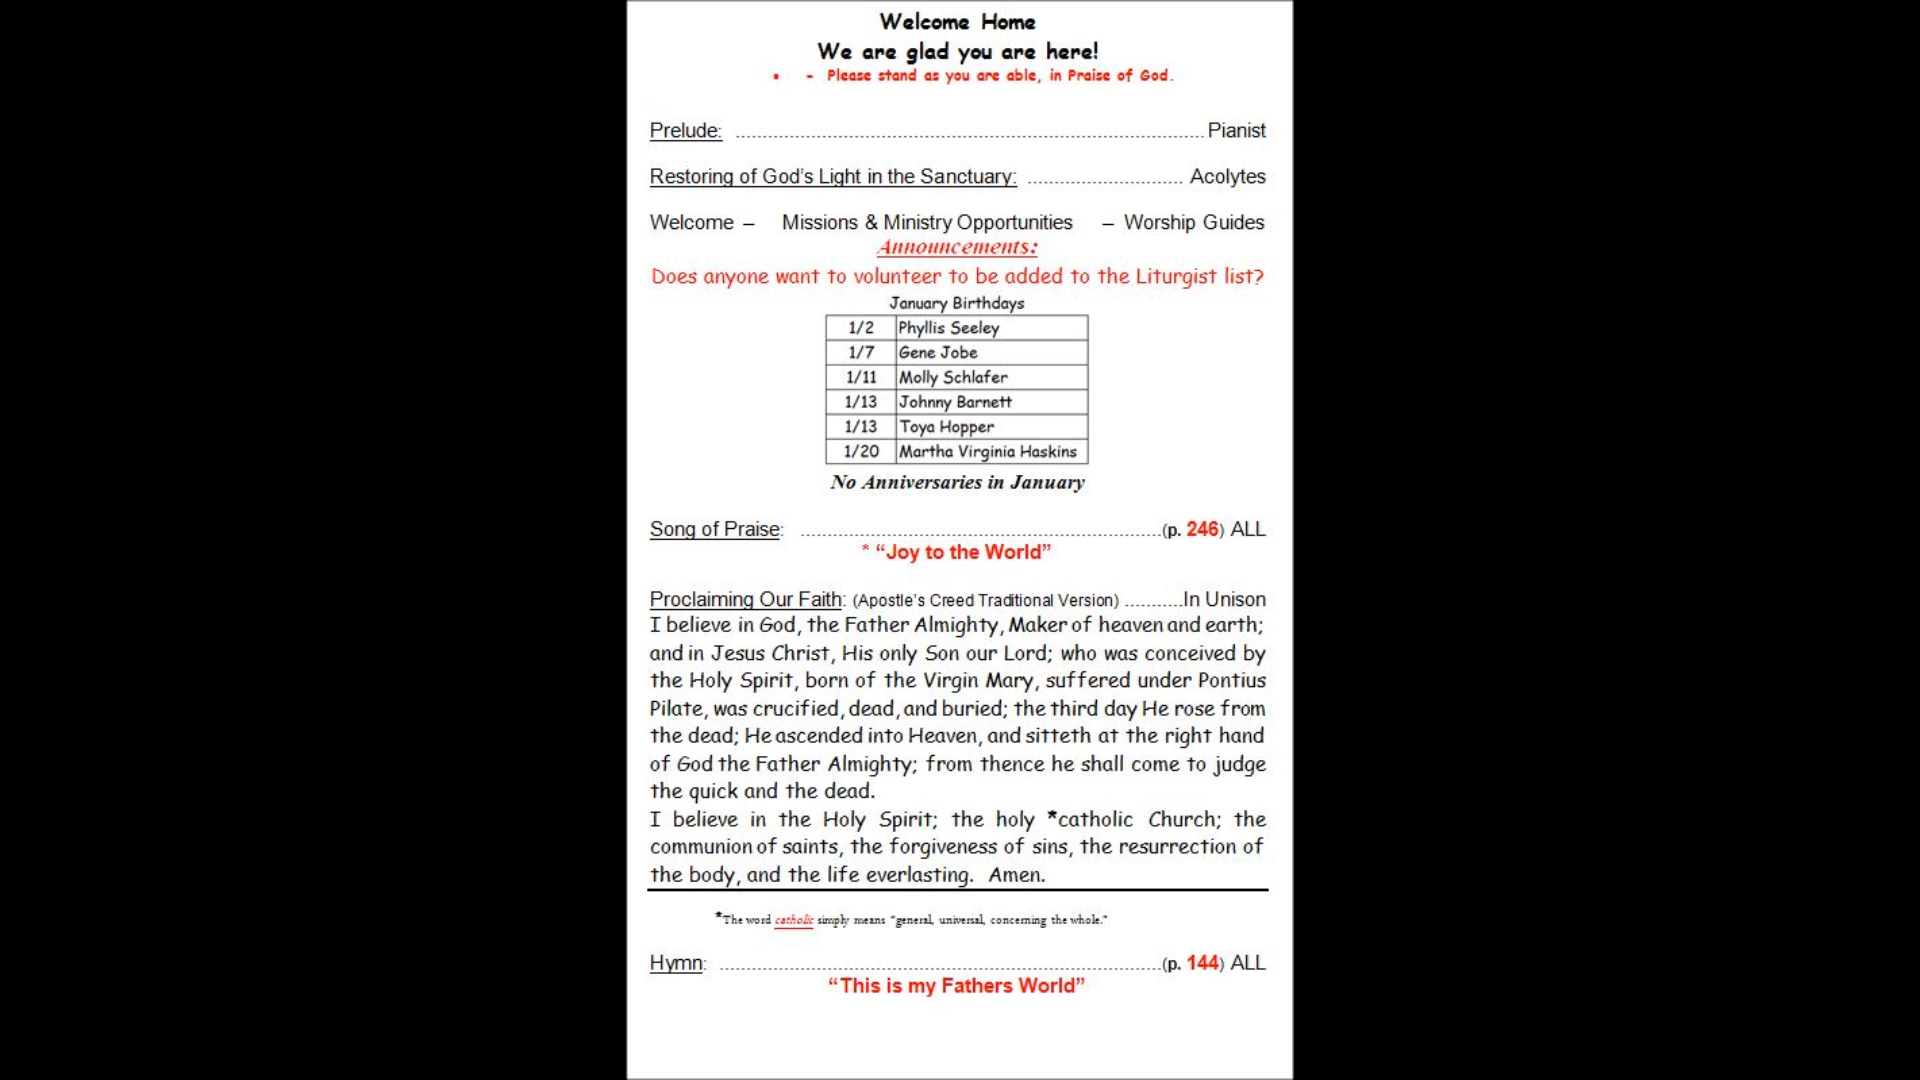 Welcome Home
We are glad you are here!
• - Please stand as you are able, in Praise of God.
Prelude: ................................................................................ Pianist
Restoring of God's Light in the Sanctuary: ............................. Acolytes
Welcome – Missions & Ministry Opportunities – Worship Guides
Announcements:
Does anyone want to volunteer to be added to the Liturgist list?
January Birthdays
1/2 Phyllis Seeley
1/7 Gene Jobe
1/11 Molly Schlafer
1/13 Johnny Barnett
1/13 Toya Hopper
1/20 Martha Virginia Haskins
No Anniversaries in January
Song of Praise: ....................................................................(p. 246) ALL
* “Joy to the World”
Proclaiming Our Faith: (Apostle's Creed Traditional Version) ...........In Unison
I believe in God, the Father Almighty, Maker of heaven and earth;
and in Jesus Christ, His only Son our Lord; who was conceived by
the Holy Spirit, born of the Virgin Mary, suffered under Pontius
Pilate, was crucified, dead, and buried; the third day He rose from
the dead; He ascended into Heaven, and sitteth at the right hand
of God the Father Almighty; from thence he shall come to judge
the quick and the dead.
I believe in the Holy Spirit; the holy *catholic Church; the
communion of saints, the forgiveness of sins, the resurrection of
the body, and the life everlasting. Amen.
*The word catholic simply means “general, universal, concerning the whole.”
Hymn: ...................................................................................(p. 144) ALL
“This is my Fathers World”